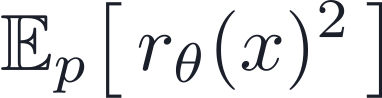 𝔼_p [ r_θ(x)² ]